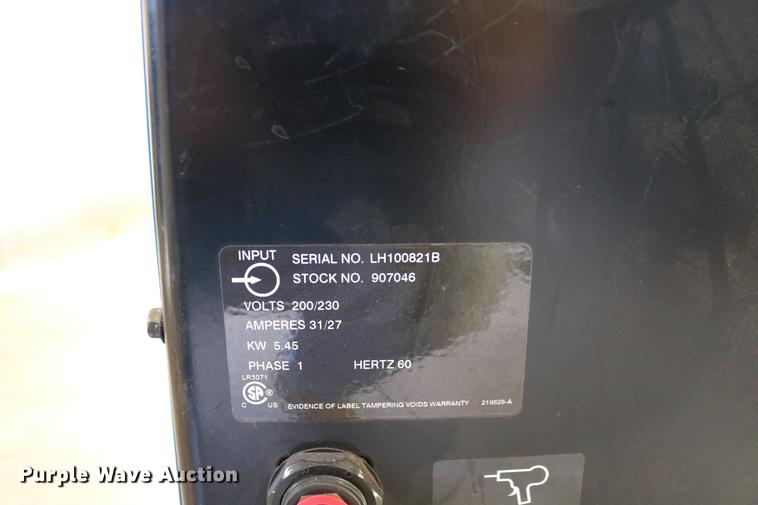 INPUT
SERIAL NO. LH100821B
STOCK NO. 907046
VOLTS 200/230
AMPERES 31/27
KW 5.45
PHASE 1 HERTZ 60
LR5071
SA ®
C US
EVIDENCE OF LABEL TAMPERING VOIDS WARRANTY 219828-A
Purple Wave Auction